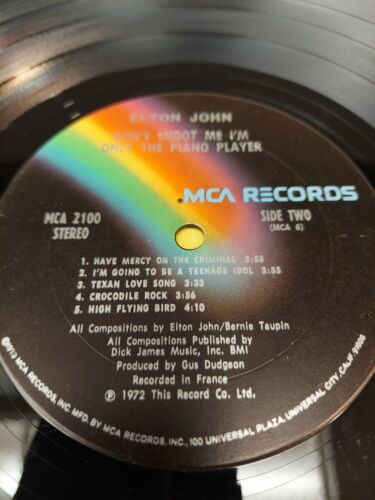 ELTON JOHN
DON'T SHOOT ME I'M
ONLY THE PIANO PLAYER
MCA RECORDS
MCA 2100
STEREO
SIDE TWO
(MCA 6)
1. HAVE MERCY ON THE CRIMINAL 5:55
2. I'M GOING TO BE A TEENAGE IDOL 3:55
3. TEXAN LOVE SONG 3:33
4. CROCODILE ROCK 3:56
5. HIGH FLYING BIRD 4:10
All Compositions by Elton John/Bernie Taupin
All Compositions Published by
Dick James Music, Inc. BMI
Produced by Gus Dudgeon
Recorded in France
Ⓟ 1972 This Record Co. Ltd.
©1973 MCA RECORDS, INC. MFD. BY MCA RECORDS, INC., 100 UNIVERSAL PLAZA, UNIVERSAL CITY, CALIF.